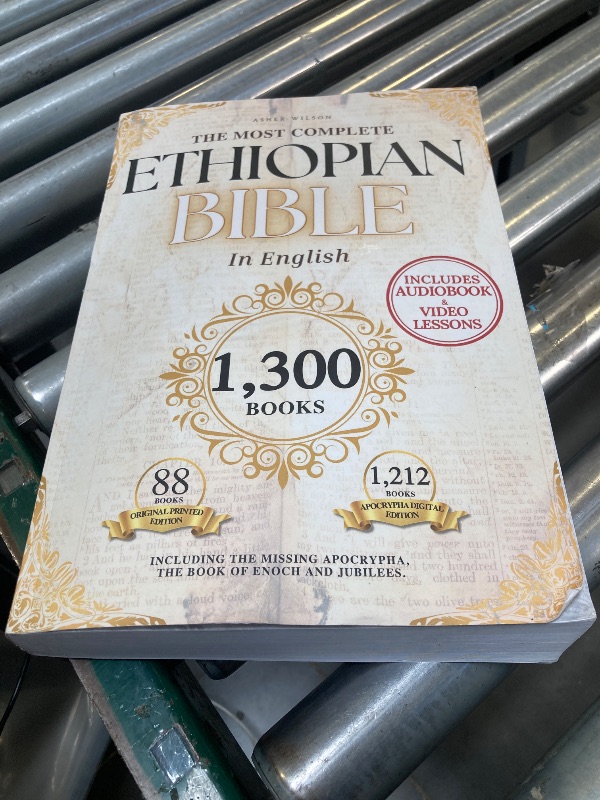 ASHER WILSON
THE MOST COMPLETE
ETHIOPIAN
BIBLE
In English
INCLUDES
AUDIOBOOK
&
VIDEO
LESSONS
1,300
BOOKS
88
BOOKS
ORIGINAL PRINTED
EDITION
1,212
BOOKS
APOCRYPHA DIGITAL
EDITION
INCLUDING THE MISSING APOCRYPHA,
THE BOOK OF ENOCH AND JUBILEES.